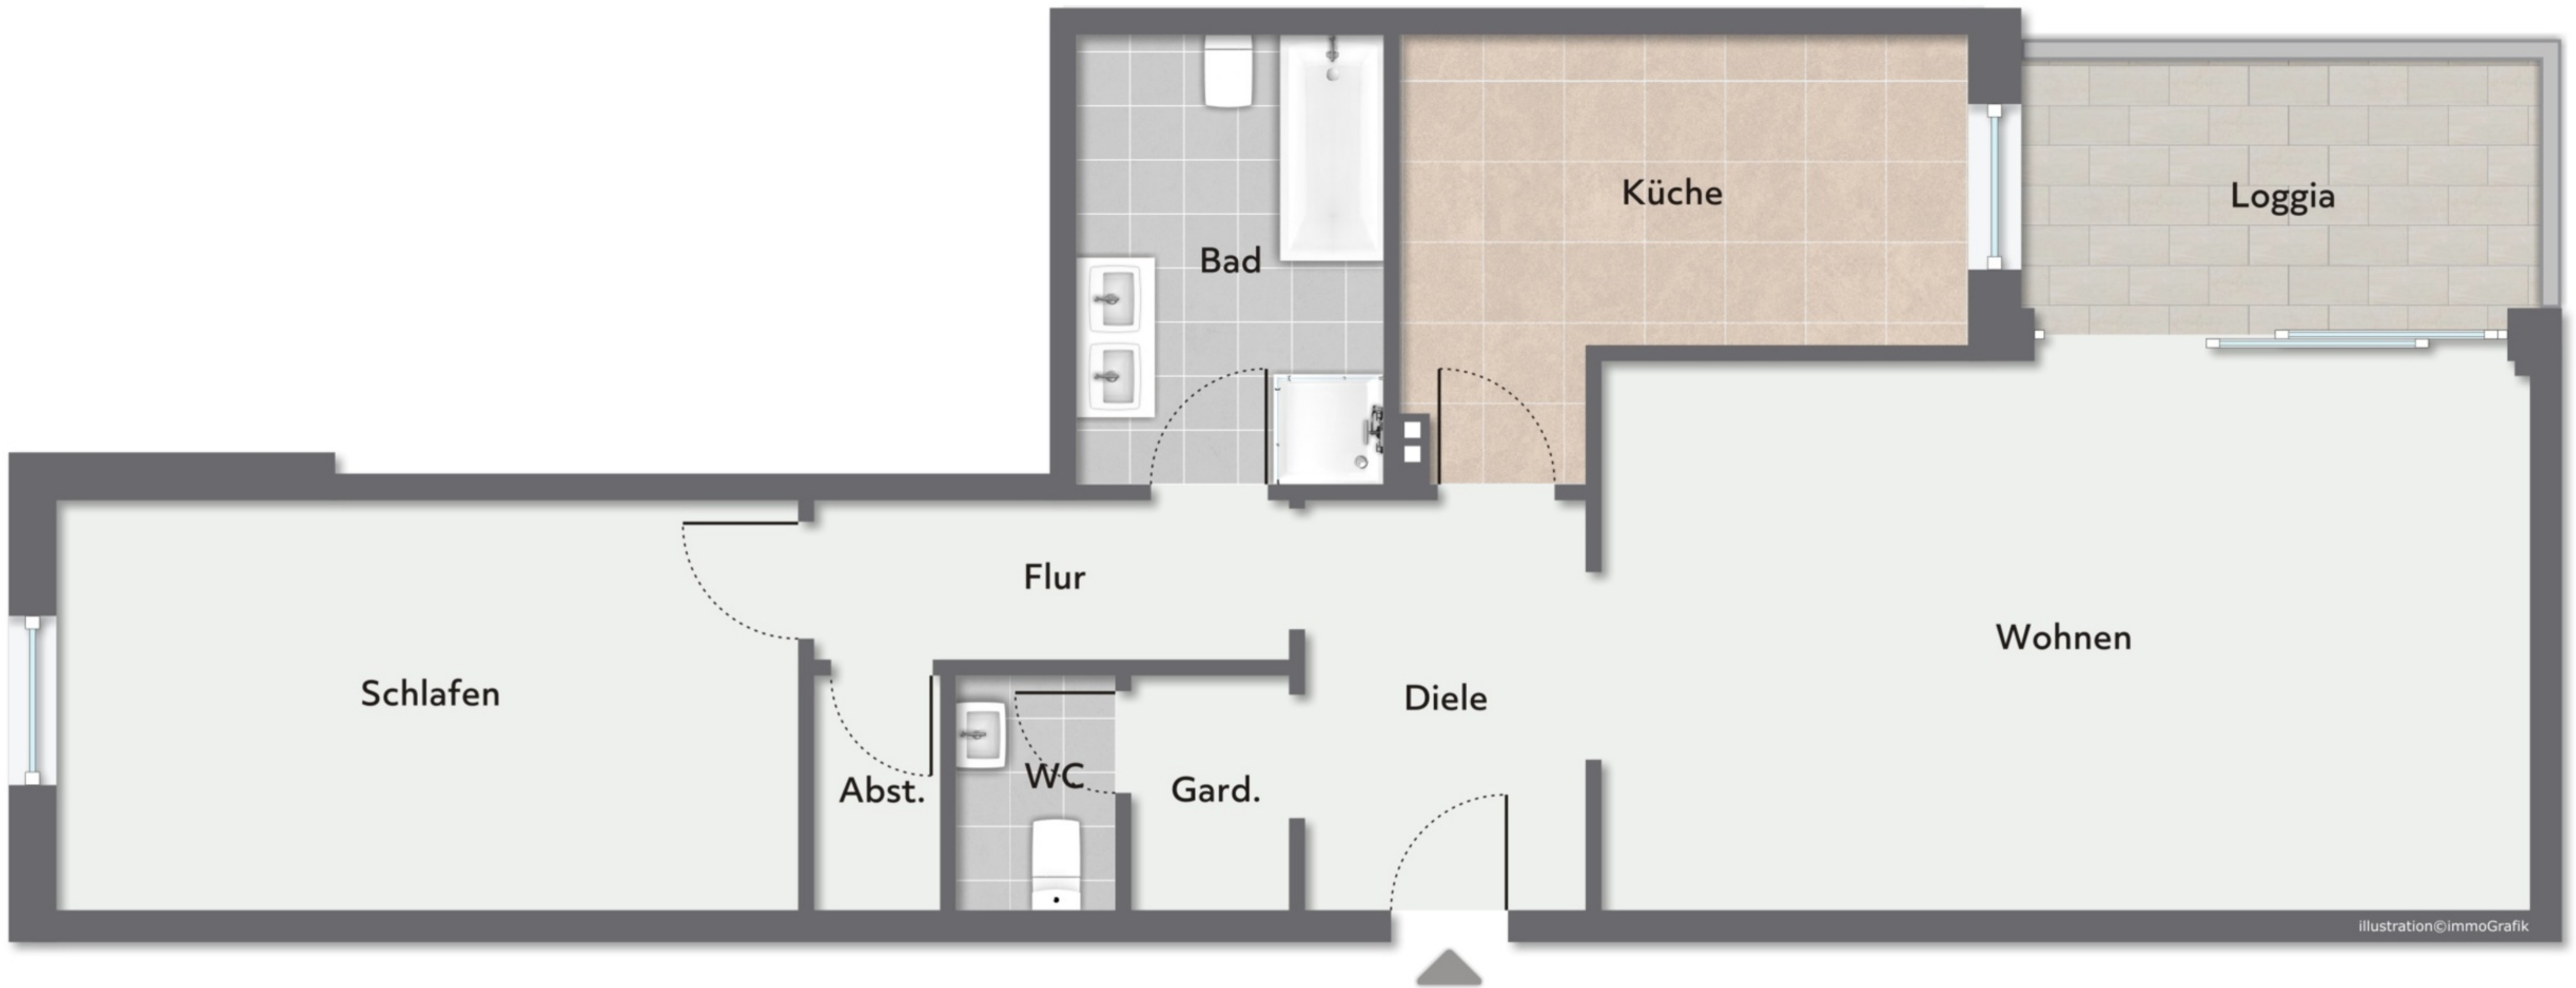 Küche
Loggia
Bad
Flur
Wohnen
Schlafen
Diele
WC
Abst.
Gard.
illustration©immoGrafik